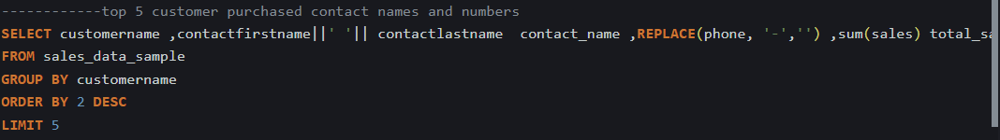 ------------top 5 customer purchased contact names and numbers
SELECT customername ,contactfirstname||' '|| contactlastname  contact_name ,REPLACE(phone, '-','') ,sum(sales) total_sa
FROM sales_data_sample
GROUP BY customername
ORDER BY 2 DESC
LIMIT 5